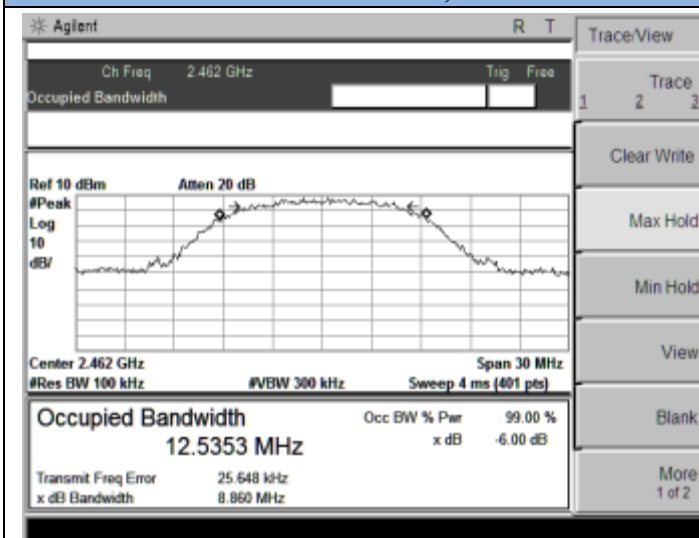 Agilent R T
Ch Freq 2.462 GHz Trig Free
Occupied Bandwidth
Ref 10 dBm Atten 20 dB
#Peak
Log
10
dB/
Center 2.462 GHz Span 30 MHz
#Res BW 100 kHz #VBW 300 kHz Sweep 4 ms (401 pts)
Occupied Bandwidth
12.5353 MHz
Occ BW % Pwr 99.00 %
x dB -6.00 dB
Transmit Freq Error 25.648 kHz
x dB Bandwidth 8.860 MHz
Trace/View
Trace
1 2 3
Clear Write
Max Hold
Min Hold
View
Blank
More
1 of 2